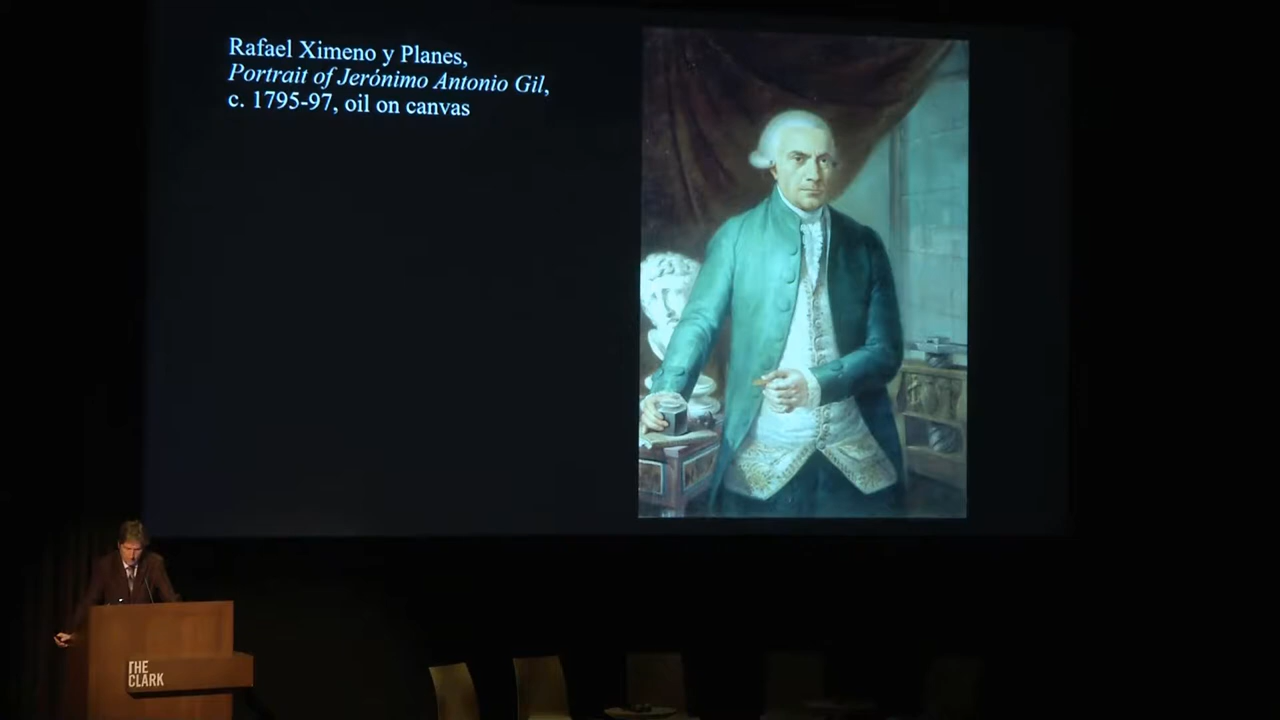 Rafael Ximeno y Planes,
Portrait of Jerónimo Antonio Gil,
c. 1795-97, oil on canvas
THE
CLARK